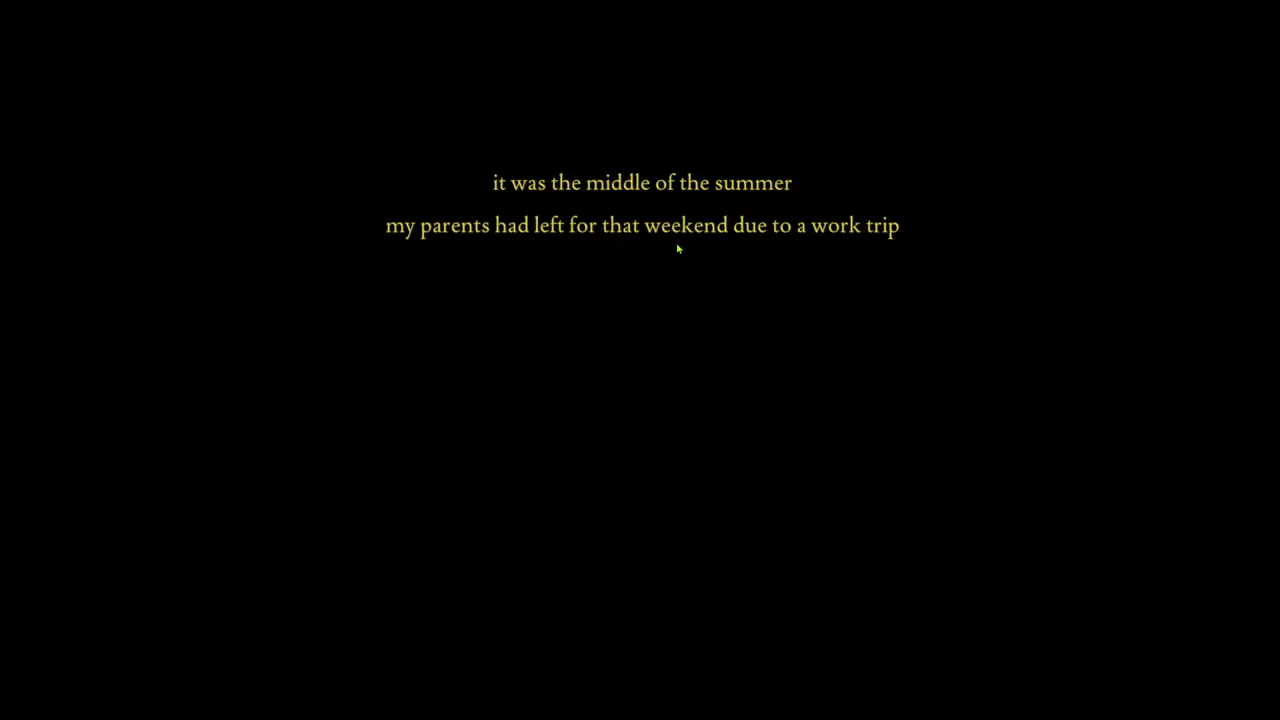 it was the middle of the summer
my parents had left for that weekend due to a work trip